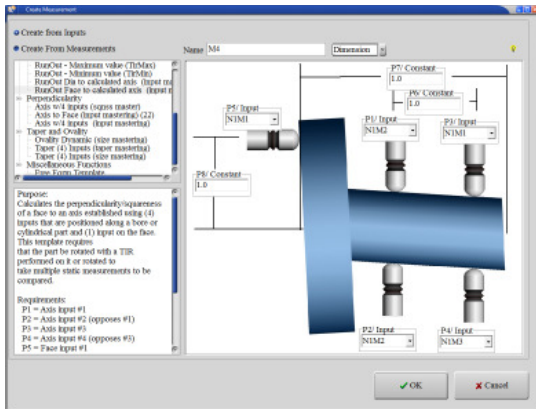 Create Measurement
Create from Inputs
Create From Measurements
Name M4
Dimension
RunOut - Maximum value (TirMax)
RunOut - Minimum value (TirMin)
RunOut Dia to calculated axis (input m
RunOut Face to calculated axis (input n
Perpendicularity
Axis w/4 inputs (sqnss master)
Axis to Face (input mastering)-(22)
Axis w/4 inputs (input mastering)
Taper and Ovality
Ovality Dynamic (size mastering)
Taper (4) Inputs (taper mastering)
Taper (4) Inputs (size mastering)
Miscellaneous Functions
Free Form Template
Purpose:
Calculates the perpendicularity/squareness
of a face to an axis established using (4)
inputs that are positioned along a bore or
cylindrical part and (1) input on the face.
This template requires
that the part be rotated with a TIR
performed on it or rotated to
take multiple static measurements to be
compared.
Requirements:
P1 = Axis input #1
P2 = Axis input #2 (opposes #1)
P3 = Axis input #3
P4 = Axis input #4 (opposes #3)
P5 = Face input #1
P7/ Constant
1.0
P6/ Constant
1.0
P5/ Input
N1M1
P1/ Input
N1M2
P3/ Input
N1M1
P8/ Constant
1.0
P2/ Input
N1M2
P4/ Input
N1M3
OK
Cancel